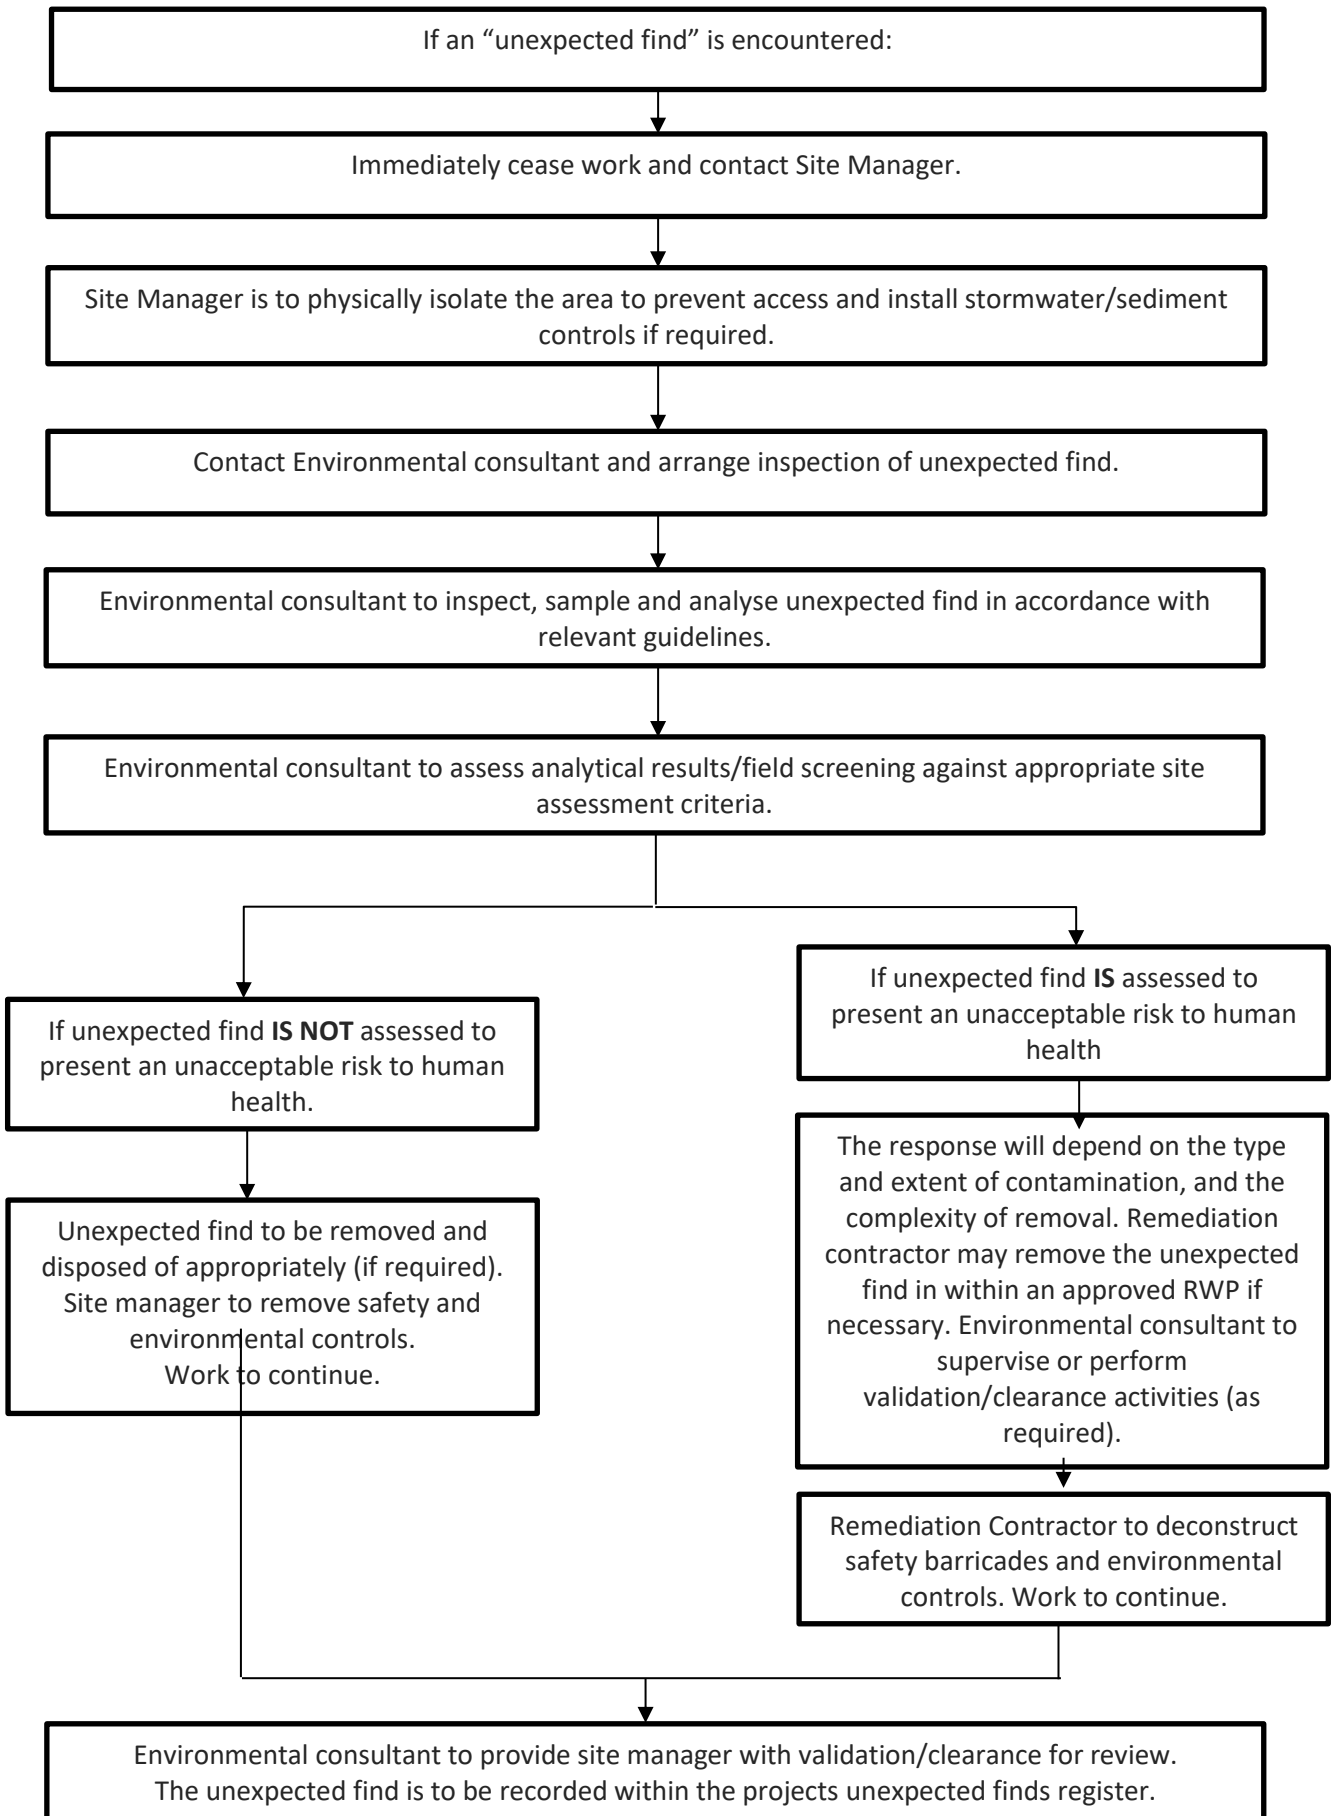 If an “unexpected find” is encountered:
Immediately cease work and contact Site Manager.
Site Manager is to physically isolate the area to prevent access and install stormwater/sediment
controls if required.
Contact Environmental consultant and arrange inspection of unexpected find.
Environmental consultant to inspect, sample and analyse unexpected find in accordance with
relevant guidelines.
Environmental consultant to assess analytical results/field screening against appropriate site
assessment criteria.
If unexpected find IS NOT assessed to
present an unacceptable risk to human
health.
Unexpected find to be removed and
disposed of appropriately (if required).
Site manager to remove safety and
environmental controls.
Work to continue.
If unexpected find IS assessed to
present an unacceptable risk to human
health
The response will depend on the type
and extent of contamination, and the
complexity of removal. Remediation
contractor may remove the unexpected
find in within an approved RWP if
necessary. Environmental consultant to
supervise or perform
validation/clearance activities (as
required).
Remediation Contractor to deconstruct
safety barricades and environmental
controls. Work to continue.
Environmental consultant to provide site manager with validation/clearance for review.
The unexpected find is to be recorded within the projects unexpected finds register.